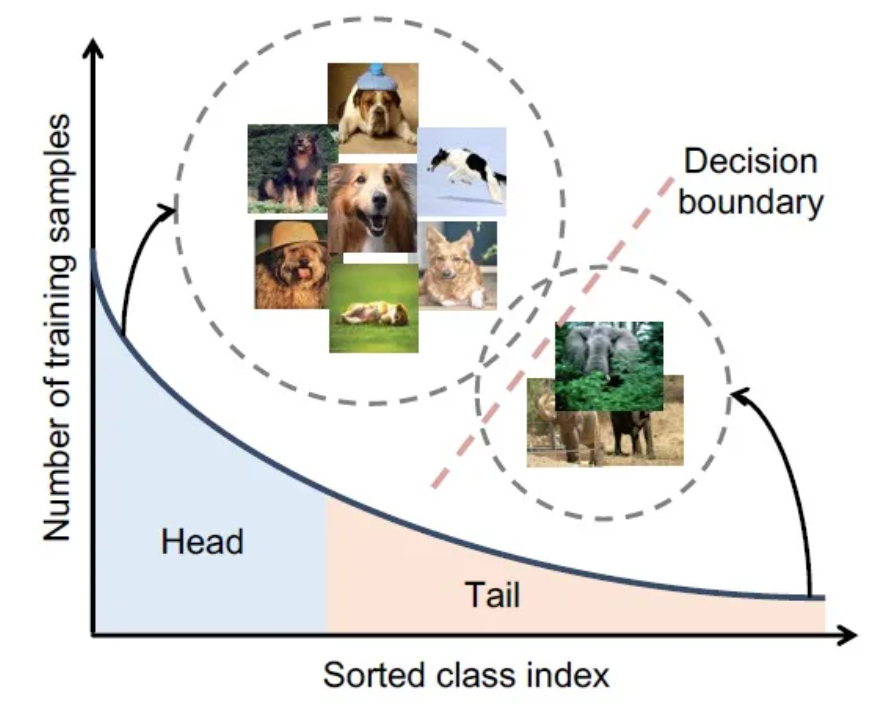 Number of training samples
Decision
boundary
Head
Tail
Sorted class index